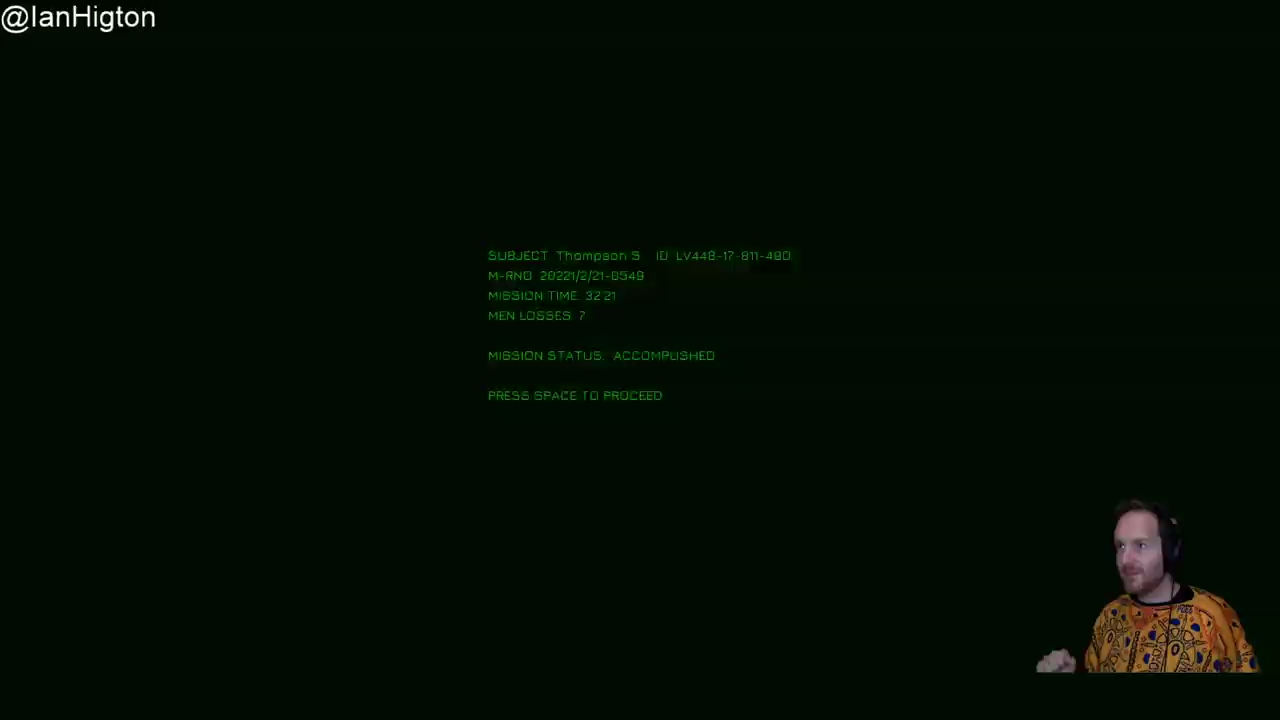 @IanHigton
SUBJECT Thompson S ID LV448-17-811-480
M-RNO 20221/2/21-0549
MISSION TIME: 32:21
MEN LOSSES: 7
MISSION STATUS: ACCOMPLISHED
PRESS SPACE TO PROCEED